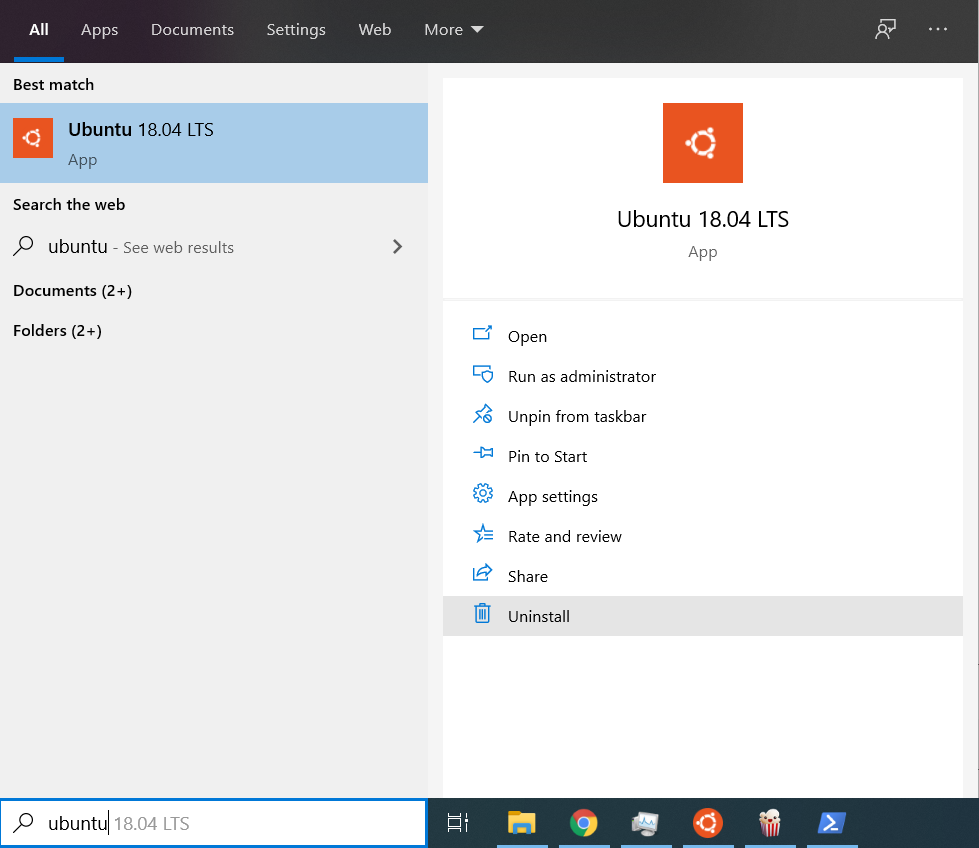 All Apps Documents Settings Web More
Best match
Ubuntu 18.04 LTS
App
Search the web
ubuntu - See web results
Documents (2+)
Folders (2+)
Ubuntu 18.04 LTS
App
Open
Run as administrator
Unpin from taskbar
Pin to Start
App settings
Rate and review
Share
Uninstall
ubuntu 18.04 LTS